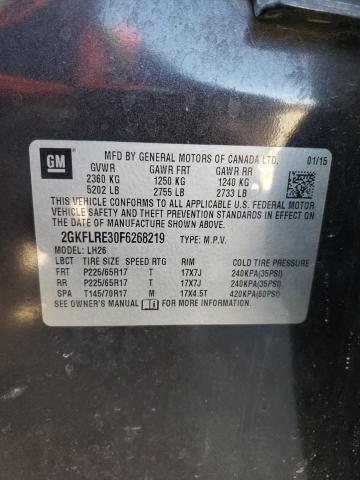 GM
MFD BY GENERAL MOTORS OF CANADA LTD. 01/15
GVWR GAWR FRT GAWR RR
2360 KG 1250 KG 1240 KG
5202 LB 2755 LB 2733 LB
THIS VEHICLE CONFORMS TO ALL APPLICABLE
U.S. FEDERAL MOTOR VEHICLE SAFETY AND
THEFT PREVENTION STANDARDS IN EFFECT ON THE
DATE OF MANUFACTURE SHOWN ABOVE.
2GKFLRE30F6268219 TYPE: M.P.V.
MODEL: LH26
LBCT TIRE SIZE SPEED RTG RIM COLD TIRE PRESSURE
FRT P225/65R17 T 17X7J 240KPA(35PSI)
RR P225/65R17 T 17X7J 240KPA(35PSI)
SPA T145/70R17 M 17X4.5T 420KPA(60PSI)
SEE OWNER'S MANUAL FOR MORE INFORMATION.